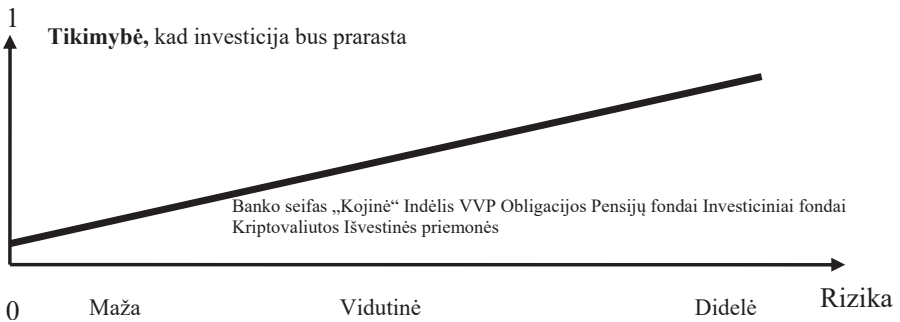 1
Tikimybė, kad investicija bus prarasta
Banko seifas „Kojinė“ Indėlis VVP Obligacijos Pensijų fondai Investiciniai fondai
Kriptovaliutos Išvestinės priemonės
0 Maža Vidutinė Didelė Rizika